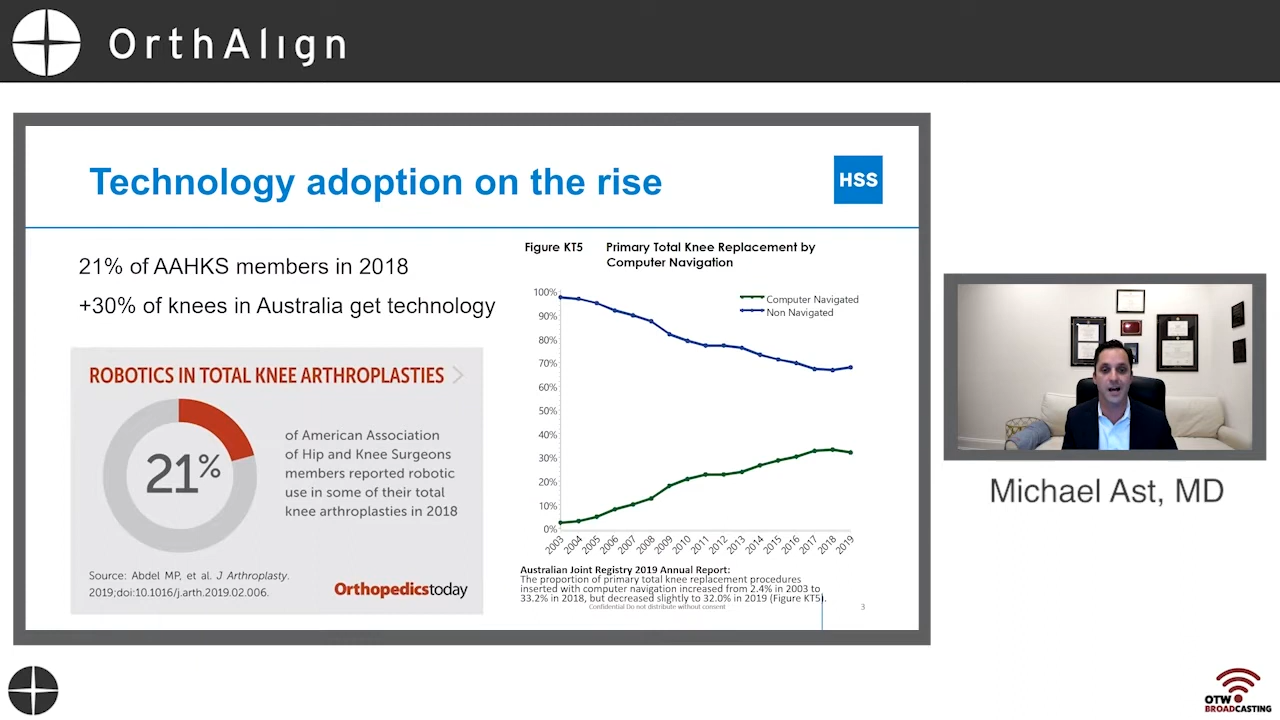 OrthAlign
Technology adoption on the rise
HSS
21% of AAHKS members in 2018
+30% of knees in Australia get technology
ROBOTICS IN TOTAL KNEE ARTHROPLASTIES
21%
of American Association
of Hip and Knee Surgeons
members reported robotic
use in some of their total
knee arthroplasties in 2018
Source: Abdel MP, et al. J Arthroplasty.
2019;doi:10.1016/j.arth.2019.02.006.
Orthopedicstoday
Figure KT5 Primary Total Knee Replacement by
Computer Navigation
100%
90%
80%
70%
60%
50%
40%
30%
20%
10%
0%
Computer Navigated
Non Navigated
2003 2004 2005 2006 2007 2008 2009 2010 2011 2012 2013 2014 2015 2016 2017 2018 2019
Australian Joint Registry 2019 Annual Report:
The proportion of primary total knee replacement procedures
inserted with computer navigation increased from 2.4% in 2003 to
33.2% in 2018, but decreased slightly to 32.0% in 2019 (Figure KT5).
Confidential Do not distribute without consent
3
Michael Ast, MD
OTW
BROADCASTING